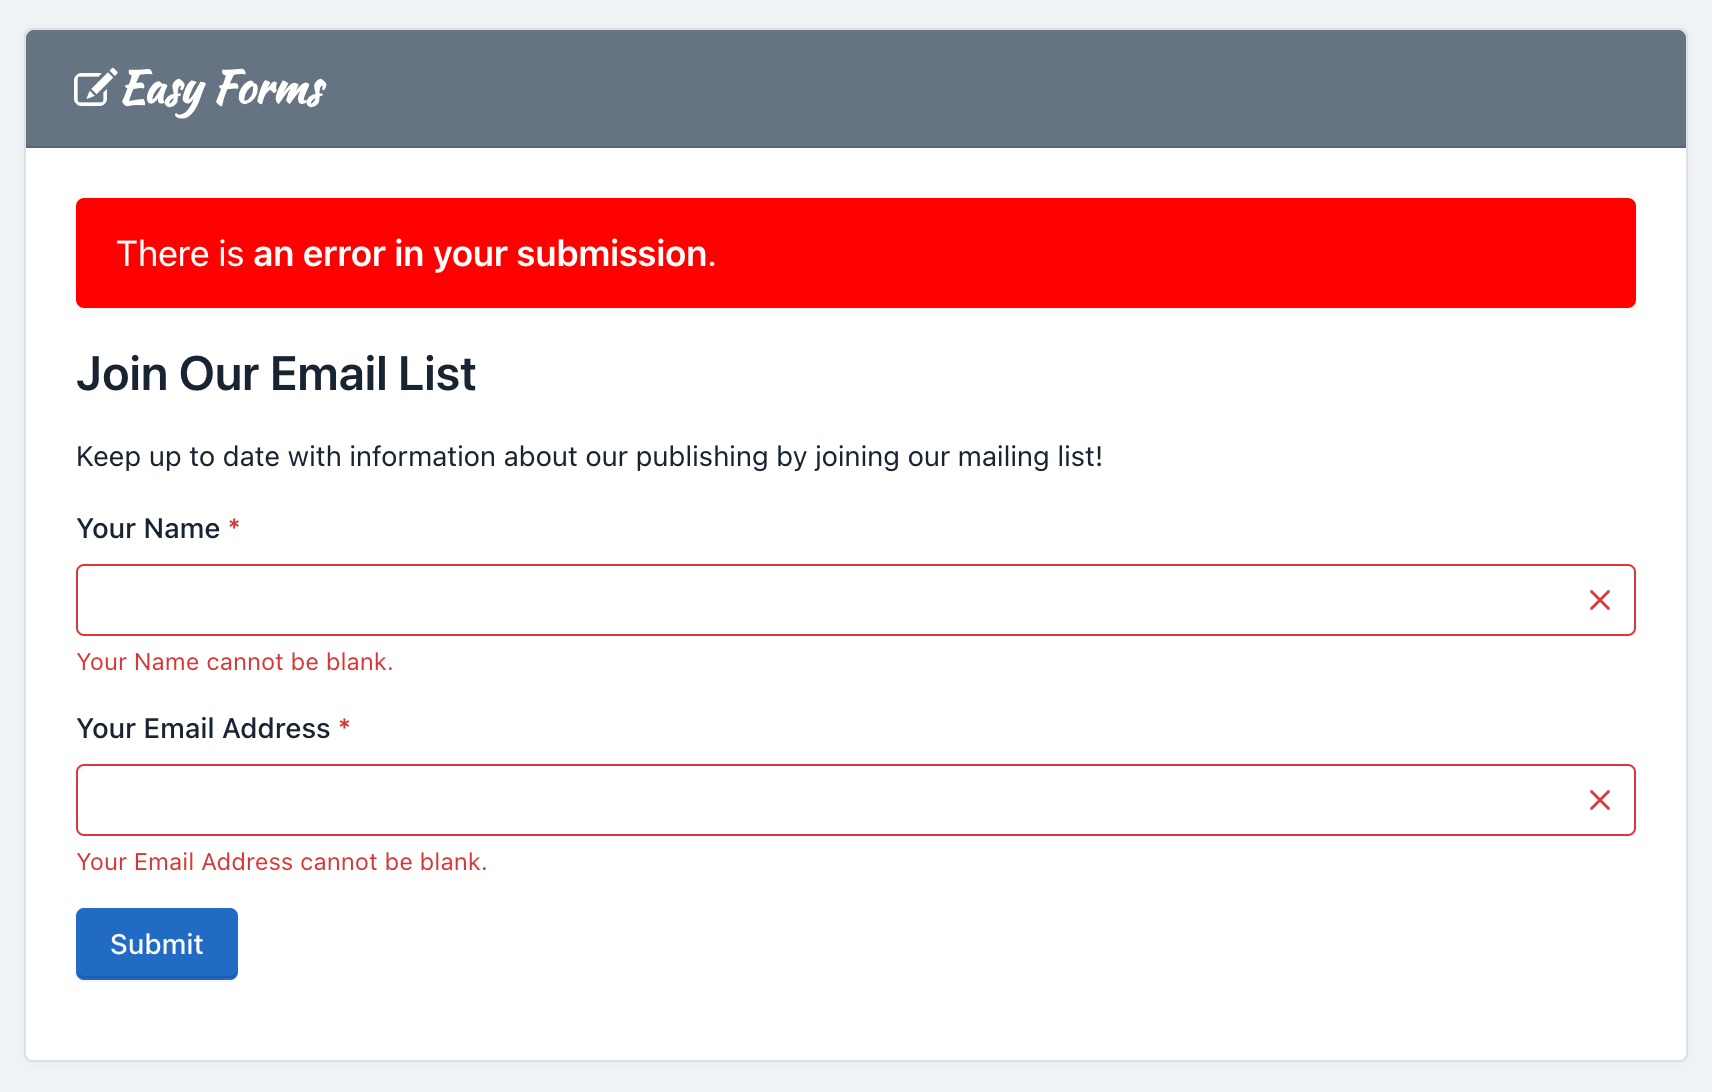 Easy Forms
There is an error in your submission.
Join Our Email List
Keep up to date with information about our publishing by joining our mailing list!
Your Name *
Your Name cannot be blank.
Your Email Address *
Your Email Address cannot be blank.
Submit